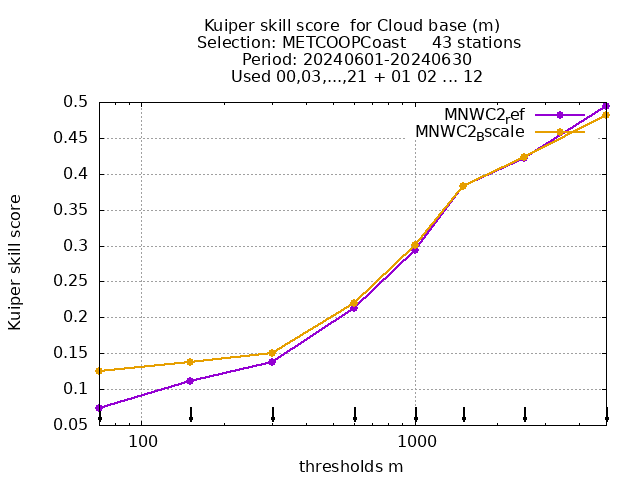 Kuiper skill score  for Cloud base (m)
Selection: METCOOPCoast     43 stations
Period: 20240601-20240630
Used 00,03,...,21 + 01 02 ... 12
MNWC2ref
MNWC2Bscale
0.5
0.45
0.4
0.35
0.3
0.25
0.2
0.15
0.1
0.05
Kuiper skill score
100
1000
thresholds m